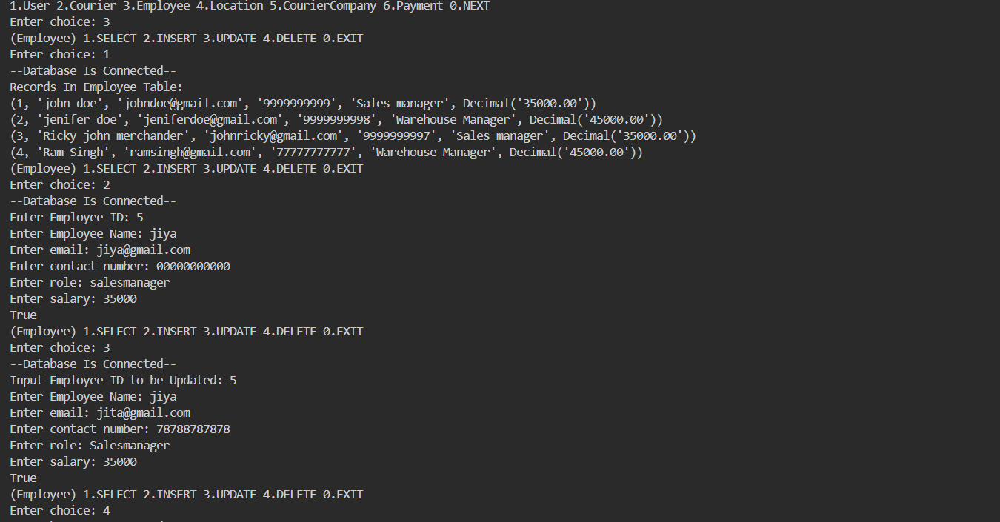 1.User 2.Courier 3.Employee 4.Location 5.CourierCompany 6.Payment 0.NEXT
Enter choice: 3
(Employee) 1.SELECT 2.INSERT 3.UPDATE 4.DELETE 0.EXIT
Enter choice: 1
--Database Is Connected--
Records In Employee Table:
(1, 'john doe', 'johndoe@gmail.com', '9999999999', 'Sales manager', Decimal('35000.00'))
(2, 'jenifer doe', 'jeniferdoe@gmail.com', '9999999998', 'Warehouse Manager', Decimal('45000.00'))
(3, 'Ricky john merchander', 'johnricky@gmail.com', '9999999997', 'Sales manager', Decimal('35000.00'))
(4, 'Ram Singh', 'ramsingh@gmail.com', '77777777777', 'Warehouse Manager', Decimal('45000.00'))
(Employee) 1.SELECT 2.INSERT 3.UPDATE 4.DELETE 0.EXIT
Enter choice: 2
--Database Is Connected--
Enter Employee ID: 5
Enter Employee Name: jiya
Enter email: jiya@gmail.com
Enter contact number: 00000000000
Enter role: salesmanager
Enter salary: 35000
True
(Employee) 1.SELECT 2.INSERT 3.UPDATE 4.DELETE 0.EXIT
Enter choice: 3
--Database Is Connected--
Input Employee ID to be Updated: 5
Enter Employee Name: jiya
Enter email: jita@gmail.com
Enter contact number: 78788787878
Enter role: Salesmanager
Enter salary: 35000
True
(Employee) 1.SELECT 2.INSERT 3.UPDATE 4.DELETE 0.EXIT
Enter choice: 4